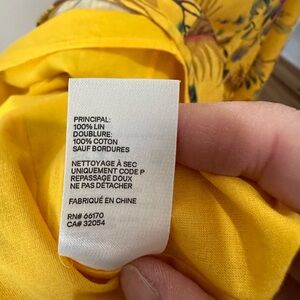 PRINCIPAL:
100% LIN
DOUBLURE:
100% COTON
SAUF BORDURES
NETTOYAGE À SEC
UNIQUEMENT CODE P
REPASSAGE DOUX
NE PAS DÉTACHER
FABRIQUÉ EN CHINE
RN# 66170
CA# 32054